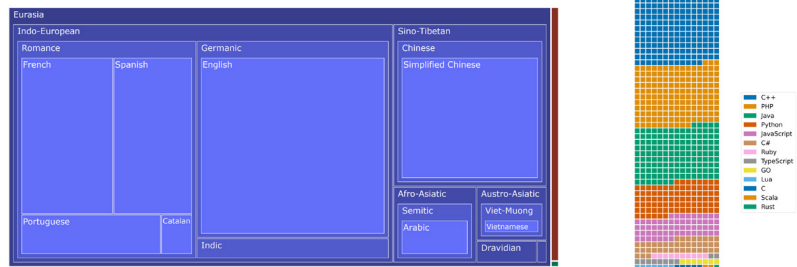 Eurasia
Indo-European
Sino-Tibetan
Romance
Germanic
Chinese
French
Spanish
English
Simplified Chinese
Afro-Asiatic
Austro-Asiatic
Semitic
Viet-Muong
Portuguese
Catalan
Arabic
Vietnamese
Indic
Dravidian
C++
PHP
Java
Python
JavaScript
C#
Ruby
TypeScript
GO
Lua
C
Scala
Rust